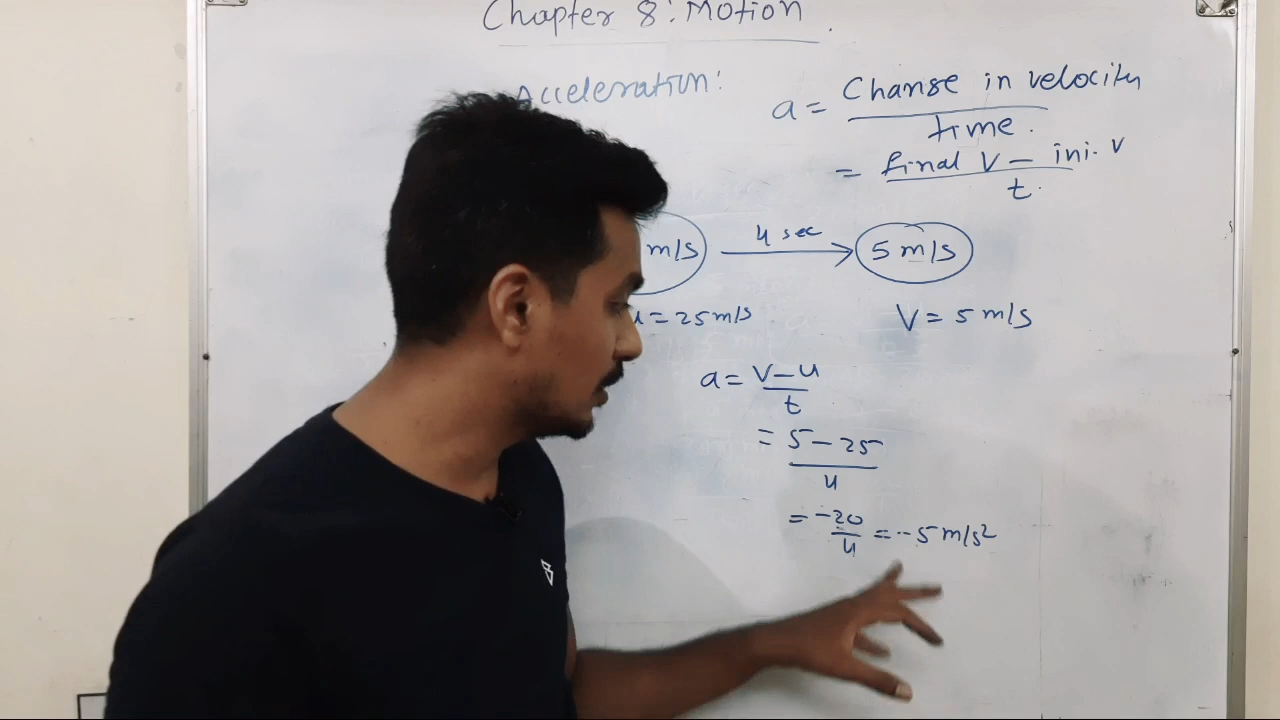 Chapter 8: Motion
Acceleration:
a = Change in velocity / time.
= final V - ini. V / t.
m/s 4 sec → 5 m/s
u = 25 m/s V = 5 m/s
a = V - u / t
= 5 - 25 / 4
= -20 / 4 = -5 m/s²